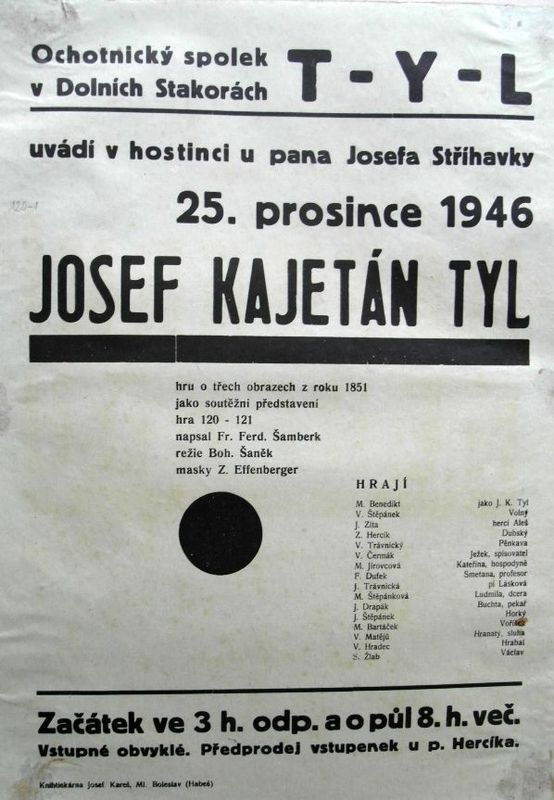 Ochotnický spolek
v Dolních Stakorách
T - Y - L
uvádí v hostinci u pana Josefa Stříhavky
25. prosince 1946
JOSEF KAJETÁN TYL
hru o třech obrazech z roku 1851
jako soutěžní představení
hra 120 - 121
napsal Fr. Ferd. Šamberk
režie Boh. Šaněk
masky Z. Effenberger
HRAJÍ
M. Benedikt jako J. K. Tyl
V. Štěpánek Volný
J. Zíta herci Aleš
Z. Hercík Dubský
V. Trávnický Pěnkava
V. Čermák Ježek, spisovatel
M. Jírovcová Kateřina, hospodyně
F. Dufek Smetana, profesor
J. Trávnická pí Lásková
M. Štěpánková Ludmila, dcera
J. Drapák Buchta, pekař
J. Štěpánek Horký
M. Bartáček
V. Matějů Hranatý, sluha
V. Hradec Hrabal
S. Žlab Václav
Začátek ve 3 h. odp. a o půl 8. h. več.
Vstupné obvyklé. Předprodej vstupenek u p. Hercíka.
Knihtiskárna Josef Kareš, Ml. Boleslav (Habeš)